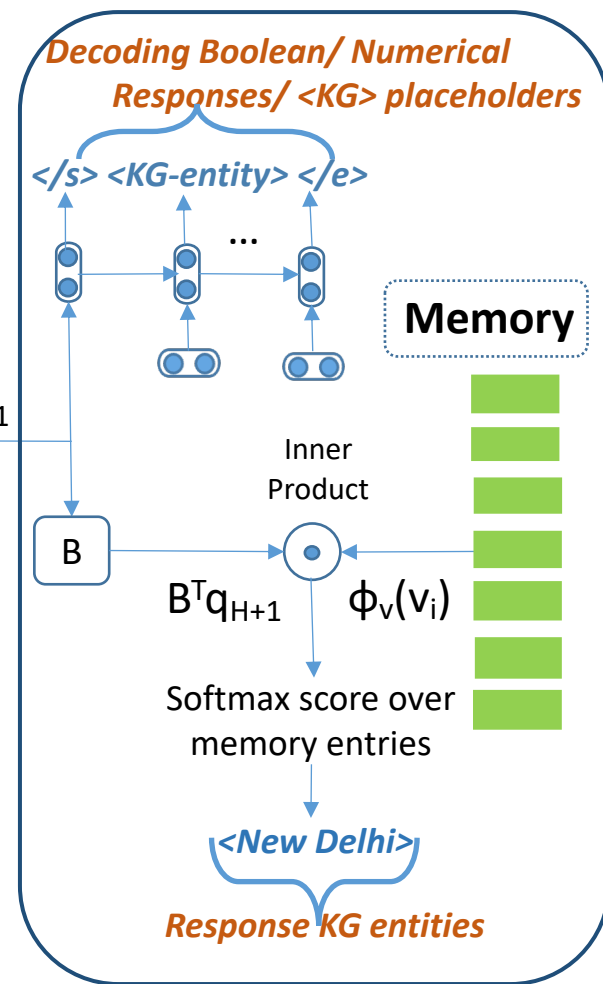 Decoding Boolean/ Numerical
Responses/ <KG> placeholders
</s> <KG-entity> </e>
...
Memory
1
Inner
Product
B
BᵀqH+1
ϕv(vi)
Softmax score over
memory entries
<New Delhi>
Response KG entities